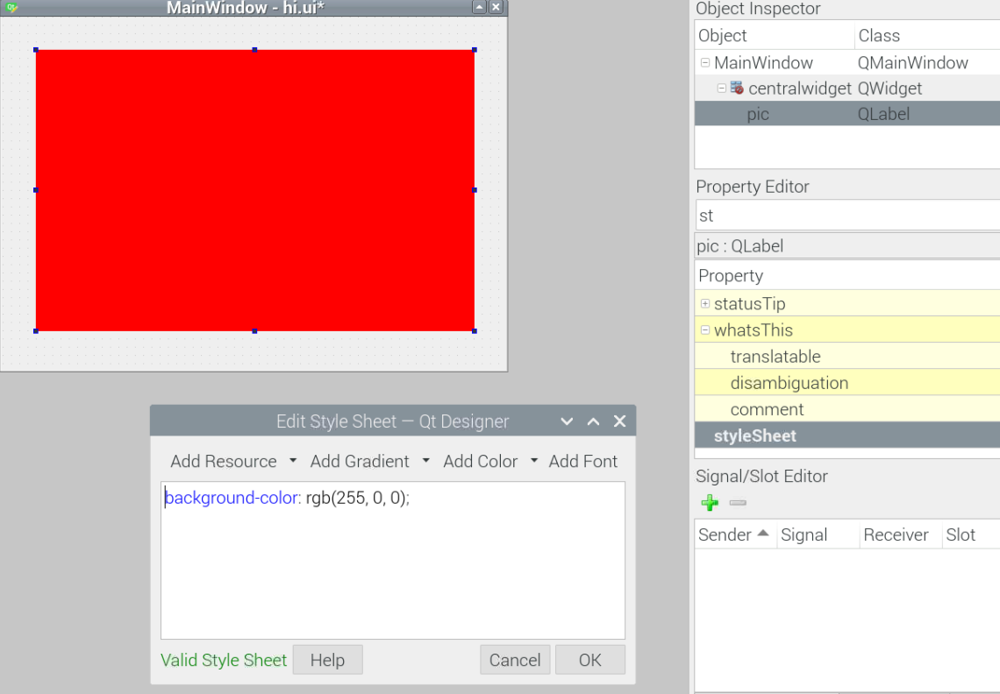 MainWindow - hi.ui*
Object Inspector
Object Class
MainWindow QMainWindow
centralwidget QWidget
pic QLabel
Property Editor
st
pic : QLabel
Property
statusTip
whatsThis
translatable
disambiguation
comment
styleSheet
Signal/Slot Editor
Sender Signal Receiver Slot
Edit Style Sheet — Qt Designer
Add Resource Add Gradient Add Color Add Font
background-color: rgb(255, 0, 0);
Valid Style Sheet Help Cancel OK